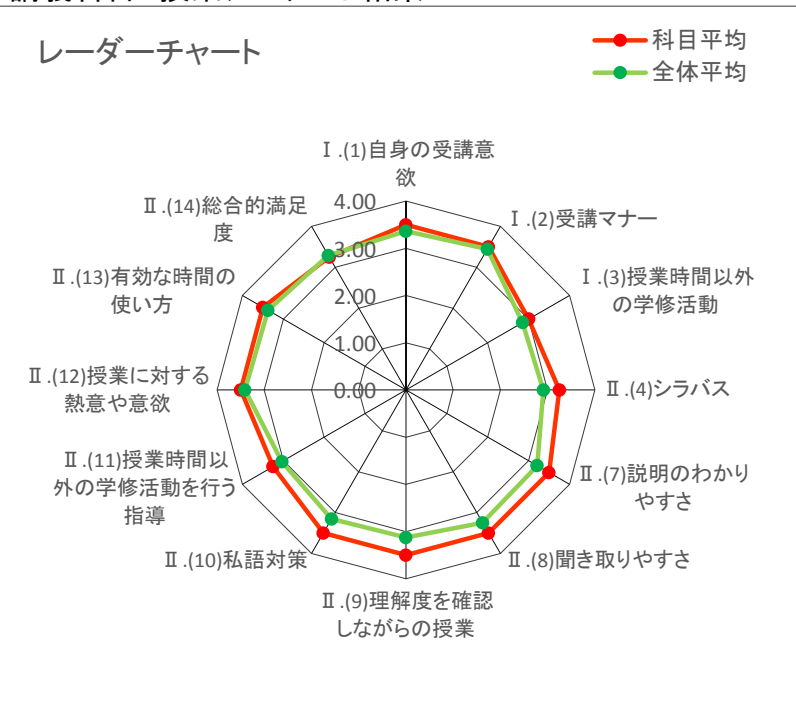 レーダーチャート
科目平均
全体平均
Ⅰ.(1)自身の受講意
欲
Ⅰ.(2)受講マナー
Ⅰ.(3)授業時間以外
の学修活動
Ⅱ.(4)シラバス
Ⅱ.(7)説明のわかり
やすさ
Ⅱ.(8)聞き取りやすさ
Ⅱ.(9)理解度を確認
しながらの授業
Ⅱ.(10)私語対策
Ⅱ.(11)授業時間以
外の学修活動を行う
指導
Ⅱ.(12)授業に対する
熱意や意欲
Ⅱ.(13)有効な時間の
使い方
Ⅱ.(14)総合的満足
度
4.00
3.00
2.00
1.00
0.00